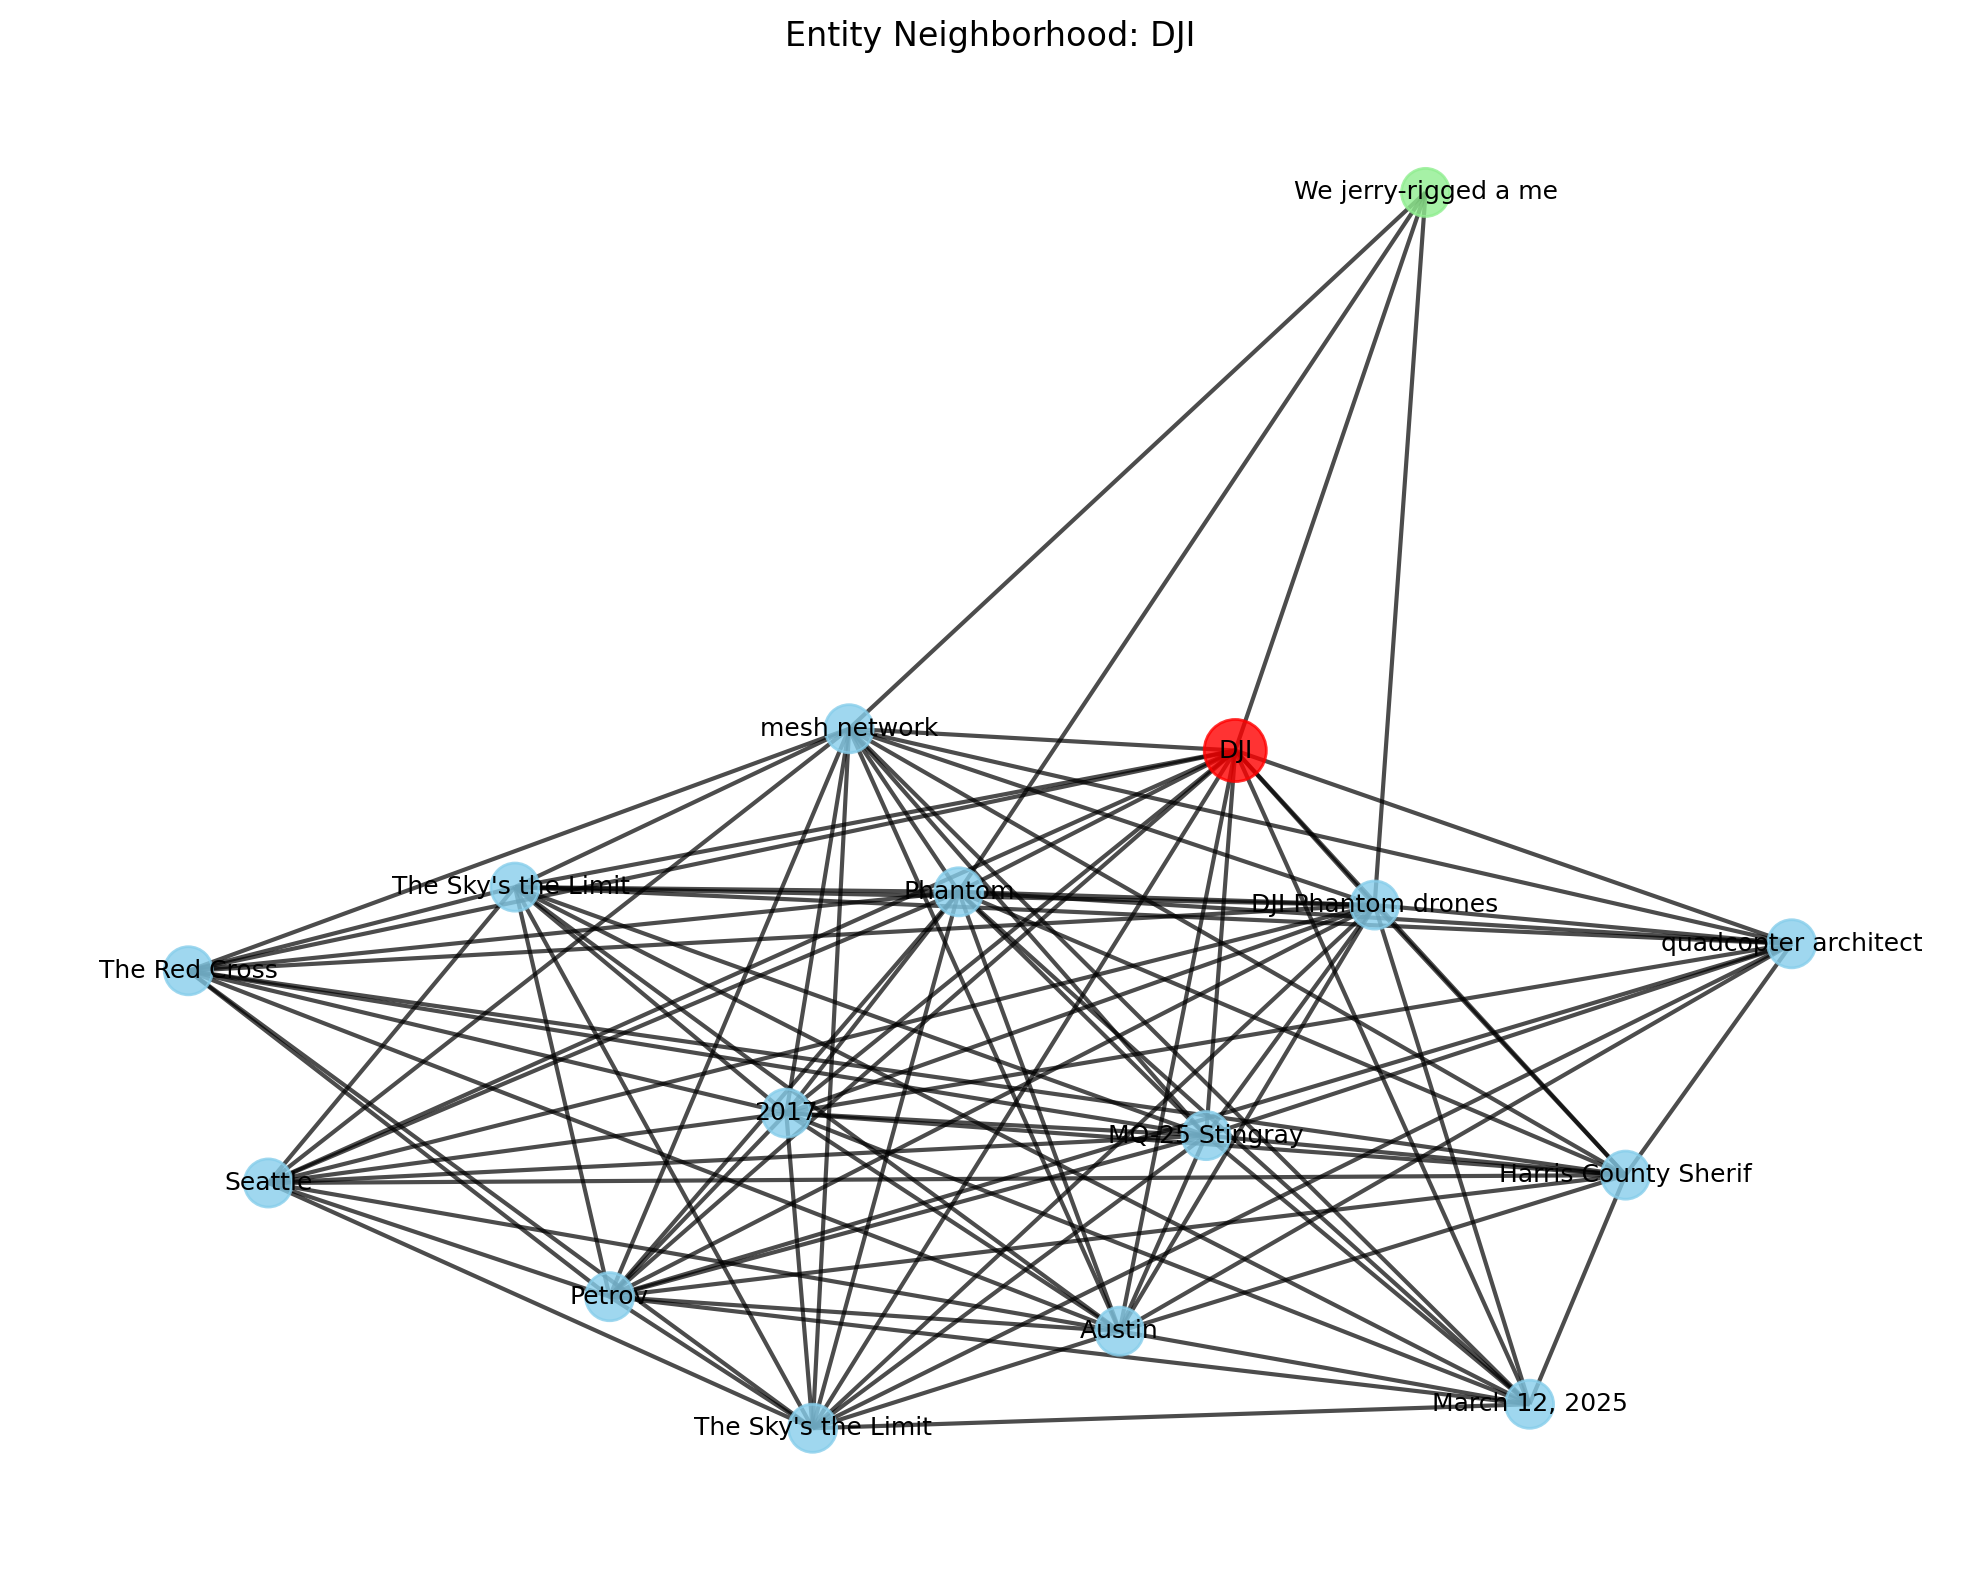 Entity Neighborhood: DJI
We jerry-rigged a me
mesh network
DJI
The Sky's the Limit
Phantom
DJI Phantom drones
quadcopter architect
The Red Cross
2017
MQ-25 Stingray
Seattle
Harris County Sherif
Petrov
Austin
The Sky's the Limit
March 12, 2025